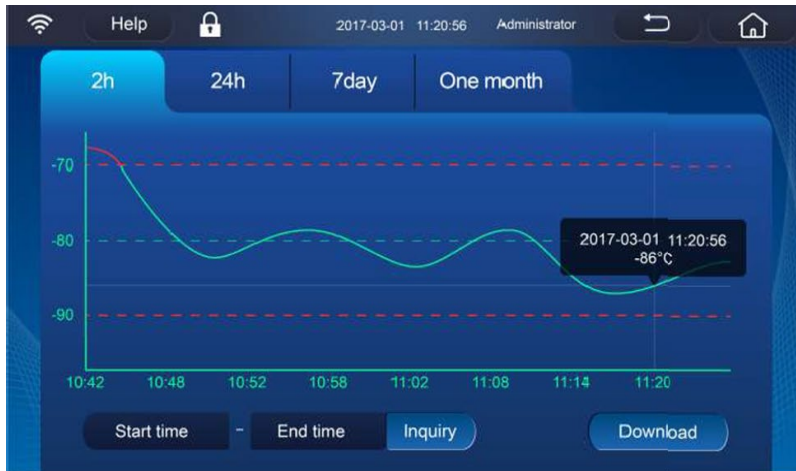 Help 2017-03-01 11:20:56 Administrator
2h 24h 7day One month
-70
-80
2017-03-01 11:20:56
-86°C
-90
10:42 10:48 10:52 10:58 11:02 11:08 11:14 11:20
Start time - End time Inquiry Download